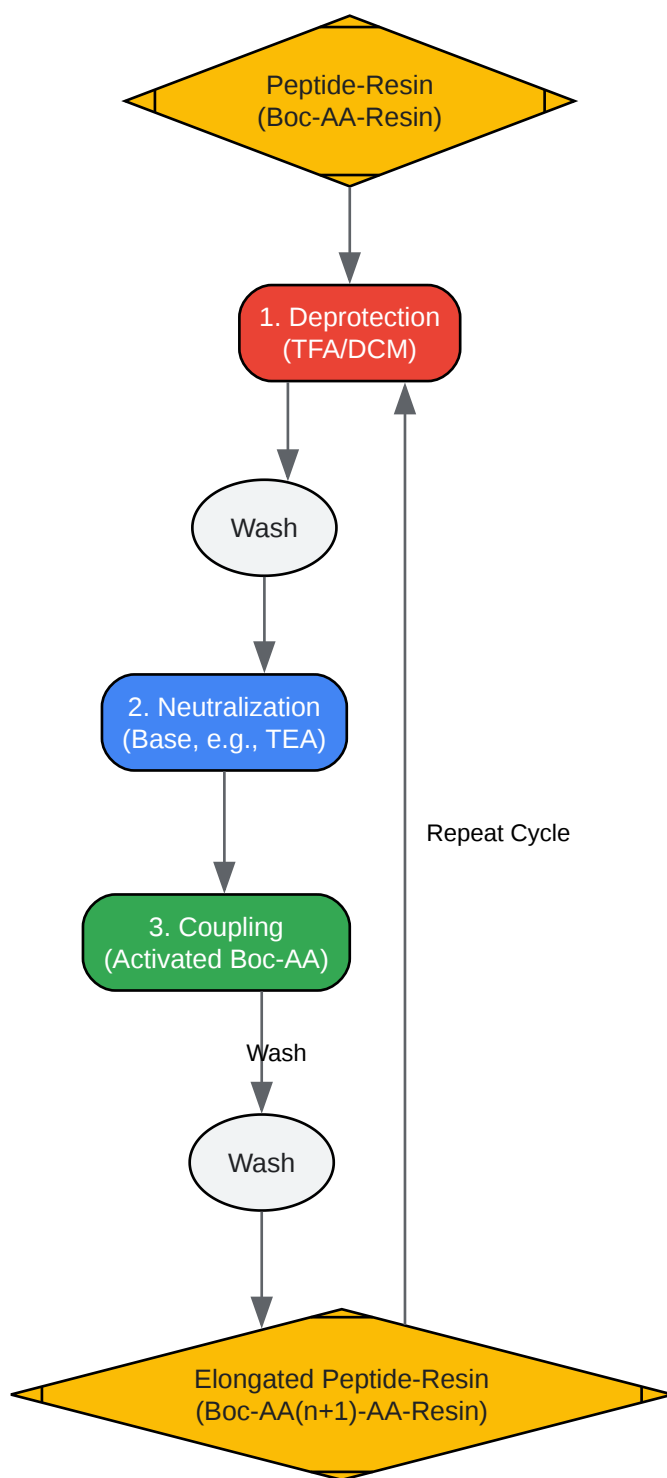 Peptide-Resin
(Boc-AA-Resin)
1. Deprotection
(TFA/DCM)
Wash
2. Neutralization
(Base, e.g., TEA)
Repeat Cycle
3. Coupling
(Activated Boc-AA)
Wash
Wash
Elongated Peptide-Resin
(Boc-AA(n+1)-AA-Resin)